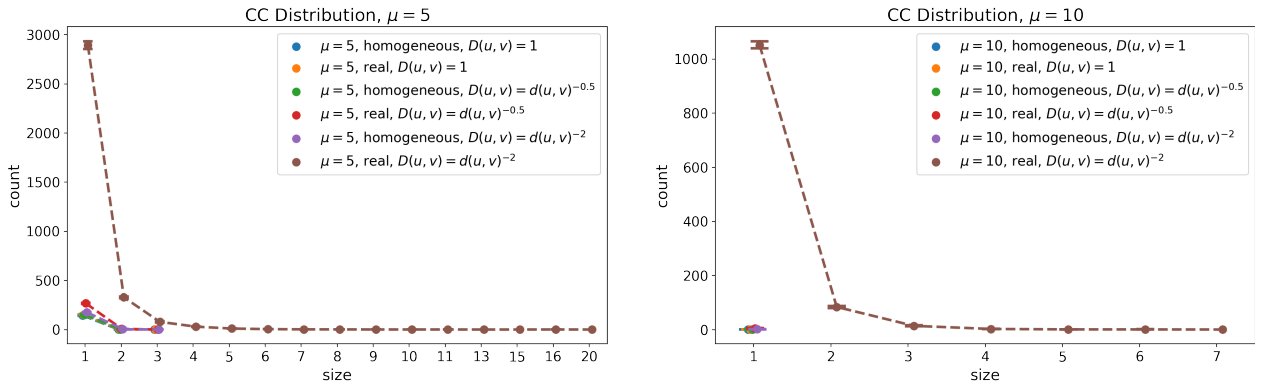 CC Distribution, μ = 5
3000
2500
2000
1500
1000
500
0
count
μ = 5, homogeneous, D(u, v) = 1
μ = 5, real, D(u, v) = 1
μ = 5, homogeneous, D(u, v) = d(u, v)^{-0.5}
μ = 5, real, D(u, v) = d(u, v)^{-0.5}
μ = 5, homogeneous, D(u, v) = d(u, v)^{-2}
μ = 5, real, D(u, v) = d(u, v)^{-2}
1 2 3 4 5 6 7 8 9 10 11 13 15 16 20
size
CC Distribution, μ = 10
1000
800
600
400
200
0
count
μ = 10, homogeneous, D(u, v) = 1
μ = 10, real, D(u, v) = 1
μ = 10, homogeneous, D(u, v) = d(u, v)^{-0.5}
μ = 10, real, D(u, v) = d(u, v)^{-0.5}
μ = 10, homogeneous, D(u, v) = d(u, v)^{-2}
μ = 10, real, D(u, v) = d(u, v)^{-2}
1 2 3 4 5 6 7
size